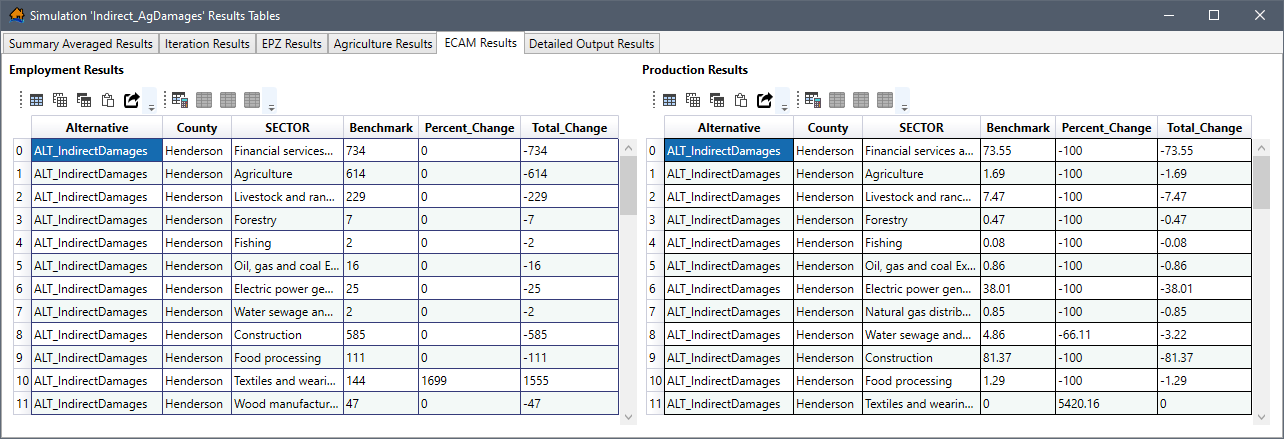 Simulation 'Indirect_AgDamages' Results Tables
Summary Averaged Results Iteration Results EPZ Results Agriculture Results ECAM Results Detailed Output Results
Employment Results
Alternative County SECTOR Benchmark Percent_Change Total_Change
0 ALT_IndirectDamages Henderson Financial services... 734 0 -734
1 ALT_IndirectDamages Henderson Agriculture 614 0 -614
2 ALT_IndirectDamages Henderson Livestock and ran... 229 0 -229
3 ALT_IndirectDamages Henderson Forestry 7 0 -7
4 ALT_IndirectDamages Henderson Fishing 2 0 -2
5 ALT_IndirectDamages Henderson Oil, gas and coal E... 16 0 -16
6 ALT_IndirectDamages Henderson Electric power ge... 25 0 -25
7 ALT_IndirectDamages Henderson Water sewage an... 2 0 -2
8 ALT_IndirectDamages Henderson Construction 585 0 -585
9 ALT_IndirectDamages Henderson Food processing 111 0 -111
10 ALT_IndirectDamages Henderson Textiles and weari... 144 1699 1555
11 ALT_IndirectDamages Henderson Wood manufactur... 47 0 -47
Production Results
Alternative County SECTOR Benchmark Percent_Change Total_Change
0 ALT_IndirectDamages Henderson Financial services a... 73.55 -100 -73.55
1 ALT_IndirectDamages Henderson Agriculture 1.69 -100 -1.69
2 ALT_IndirectDamages Henderson Livestock and ranc... 7.47 -100 -7.47
3 ALT_IndirectDamages Henderson Forestry 0.47 -100 -0.47
4 ALT_IndirectDamages Henderson Fishing 0.08 -100 -0.08
5 ALT_IndirectDamages Henderson Oil, gas and coal Ex... 0.86 -100 -0.86
6 ALT_IndirectDamages Henderson Electric power gen... 38.01 -100 -38.01
7 ALT_IndirectDamages Henderson Natural gas distrib... 0.85 -100 -0.85
8 ALT_IndirectDamages Henderson Water sewage and... 4.86 -66.11 -3.22
9 ALT_IndirectDamages Henderson Construction 81.37 -100 -81.37
10 ALT_IndirectDamages Henderson Food processing 1.29 -100 -1.29
11 ALT_IndirectDamages Henderson Textiles and wearin... 0 5420.16 0